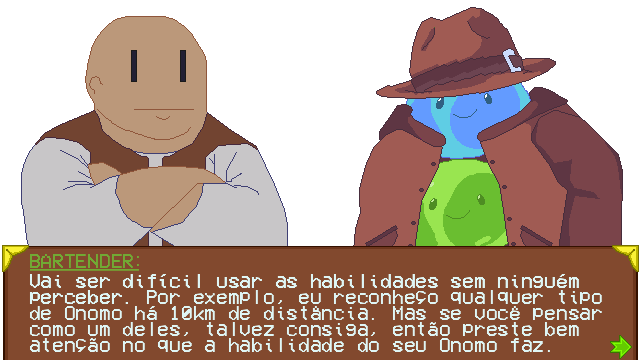 BARTENDER:
Vai ser difícil usar as habilidades sem ninguém
perceber. Por exemplo, eu reconheço qualquer tipo
de Onomo há 10km de distância. Mas se você pensar
como um deles, talvez consiga, então preste bem
atenção no que a habilidade do seu Onomo faz.